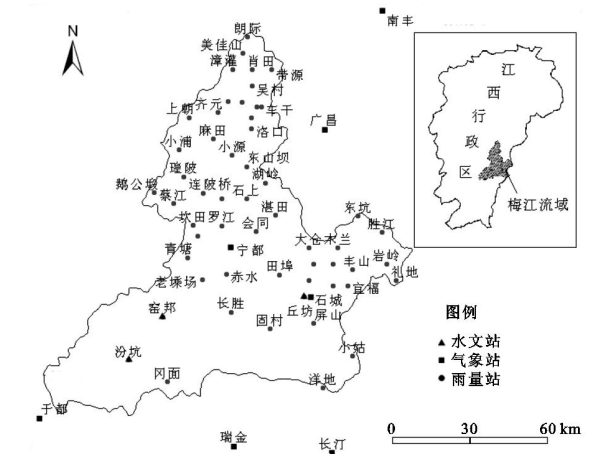 南丰
N
朗际
美佳山
漳灌 肖田
带源
吴村
上朝 齐元 车干
广昌
麻田 洛口
小浦 小源
东山坝
瑠陂 湖岭
鹅公塅
蔡江 连陂桥 石上
湛田 东坑
坎田 罗江 会同
胜江
青塘 宁都 大仓 木兰
岩岭
田埠 丰山
老埰场 赤水 礼地
石城 宜福
窑邦 长胜 丘坊
固村 屏山
汾坑 小姑
冈面 洋地
于都
瑞金
长汀
江
西
行
政
区
梅江流域
图例
水文站
气象站
雨量站
0 30 60 km